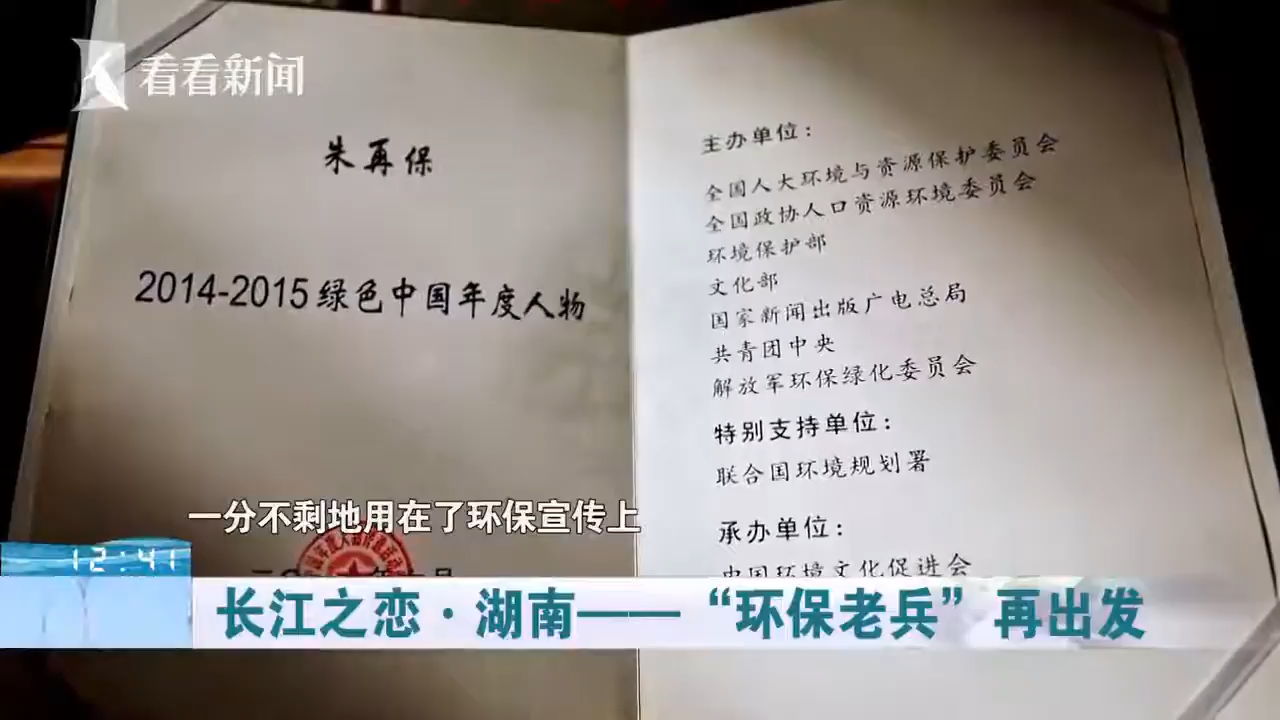 看看新闻
朱再保
2014-2015绿色中国年度人物
主办单位：
全国人大环境与资源保护委员会
全国政协人口资源环境委员会
环境保护部
文化部
国家新闻出版广电总局
共青团中央
解放军环保绿化委员会
特别支持单位：
联合国环境规划署
承办单位：
中国环境文化促进会
一分不剩地用在了环保宣传上
12:41
长江之恋·湖南——“环保老兵”再出发